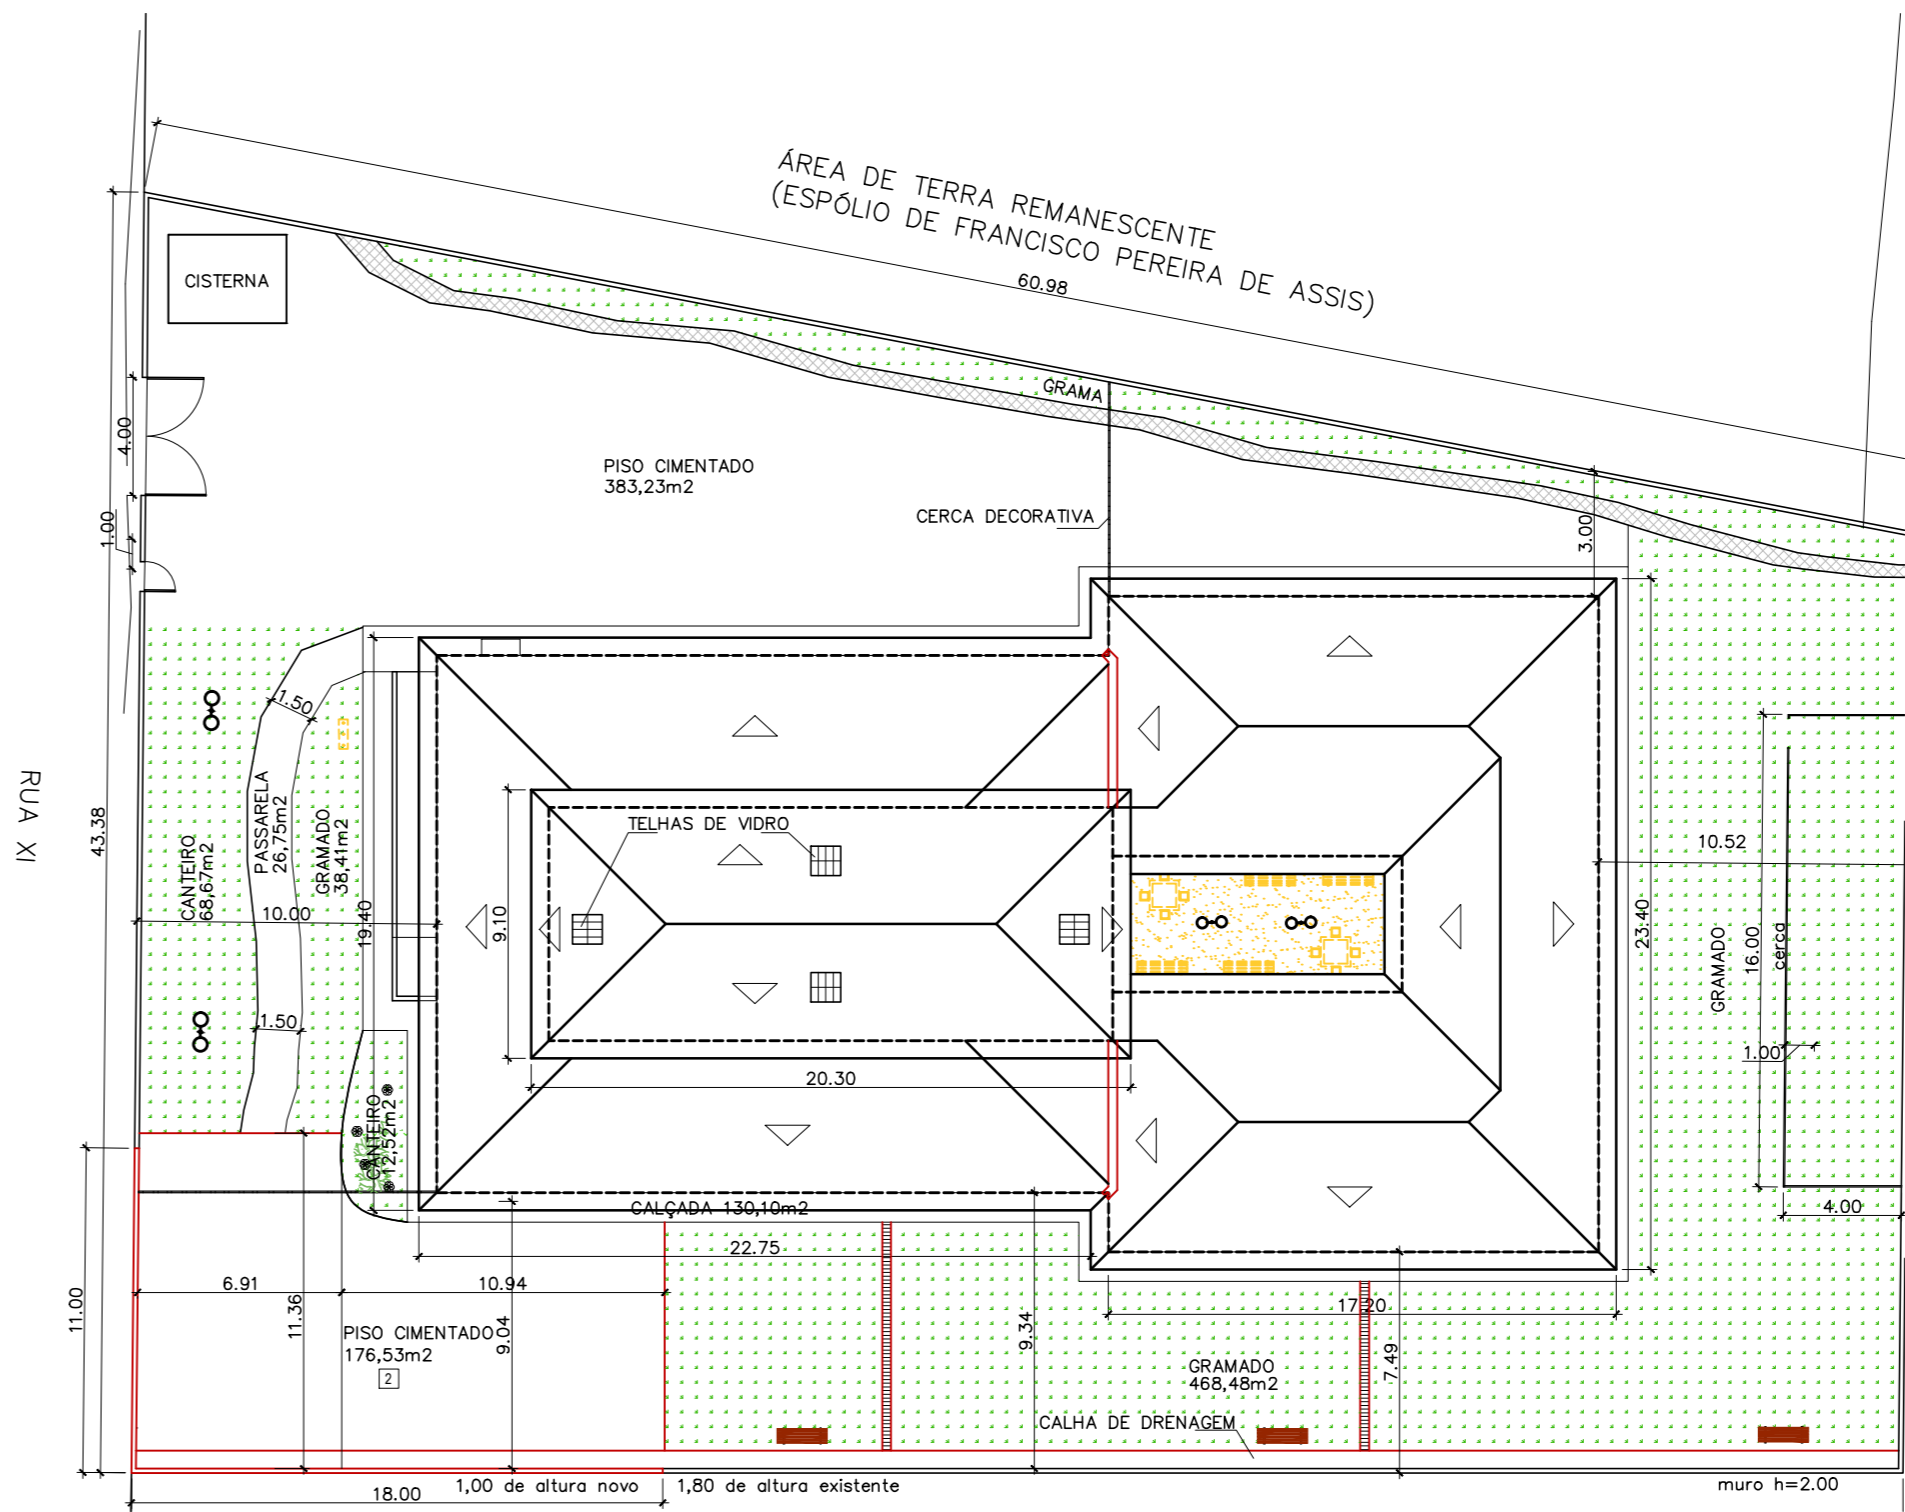 ÁREA DE TERRA REMANESCENTE
(ESPÓLIO DE FRANCISCO PEREIRA DE ASSIS)
60.98
CISTERNA
GRAMA
4.00
PISO CIMENTADO
383,23m2
CERCA DECORATIVA
1.00
3.00
1.50
RUA XI
43.38
CANTEIRO
68,67m2
PASSARELA
26,75m2
GRAMADO
38,41m2
TELHAS DE VIDRO
10.00
19.40
9.10
10.52
23.40
GRAMADO
16.00
cerca
1.50
1.00
20.30
CANTEIRO
12,52m2
4.00
CALÇADA 130,10m2
22.75
6.91
10.94
17.20
11.00
11.36
9.04
9.34
7.49
PISO CIMENTADO
176,53m2
2
GRAMADO
468,48m2
CALHA DE DRENAGEM
18.00
1,00 de altura novo
1,80 de altura existente
muro h=2.00